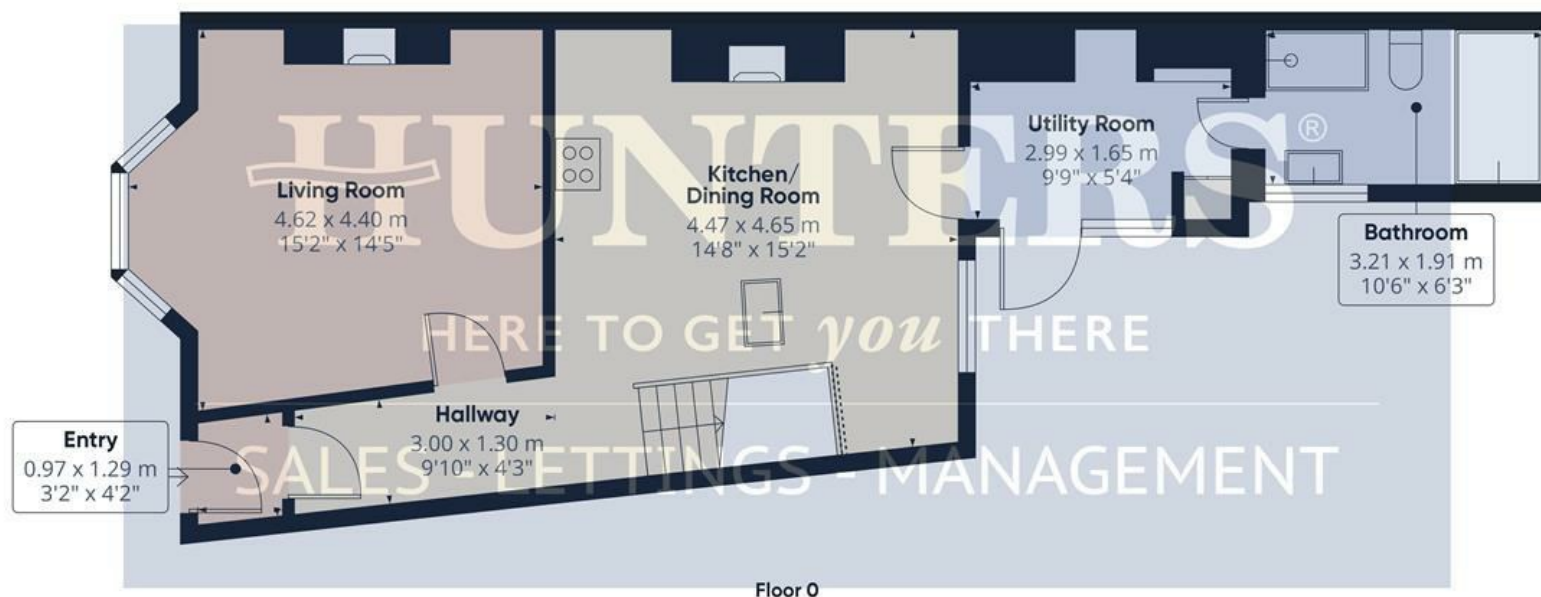 HUNTERS®
HERE TO GET you THERE
SALES - LETTINGS - MANAGEMENT
Living Room
4.62 x 4.40 m
15'2" x 14'5"
Kitchen/
Dining Room
4.47 x 4.65 m
14'8" x 15'2"
Utility Room
2.99 x 1.65 m
9'9" x 5'4"
Bathroom
3.21 x 1.91 m
10'6" x 6'3"
Hallway
3.00 x 1.30 m
9'10" x 4'3"
Entry
0.97 x 1.29 m
3'2" x 4'2"
Floor 0